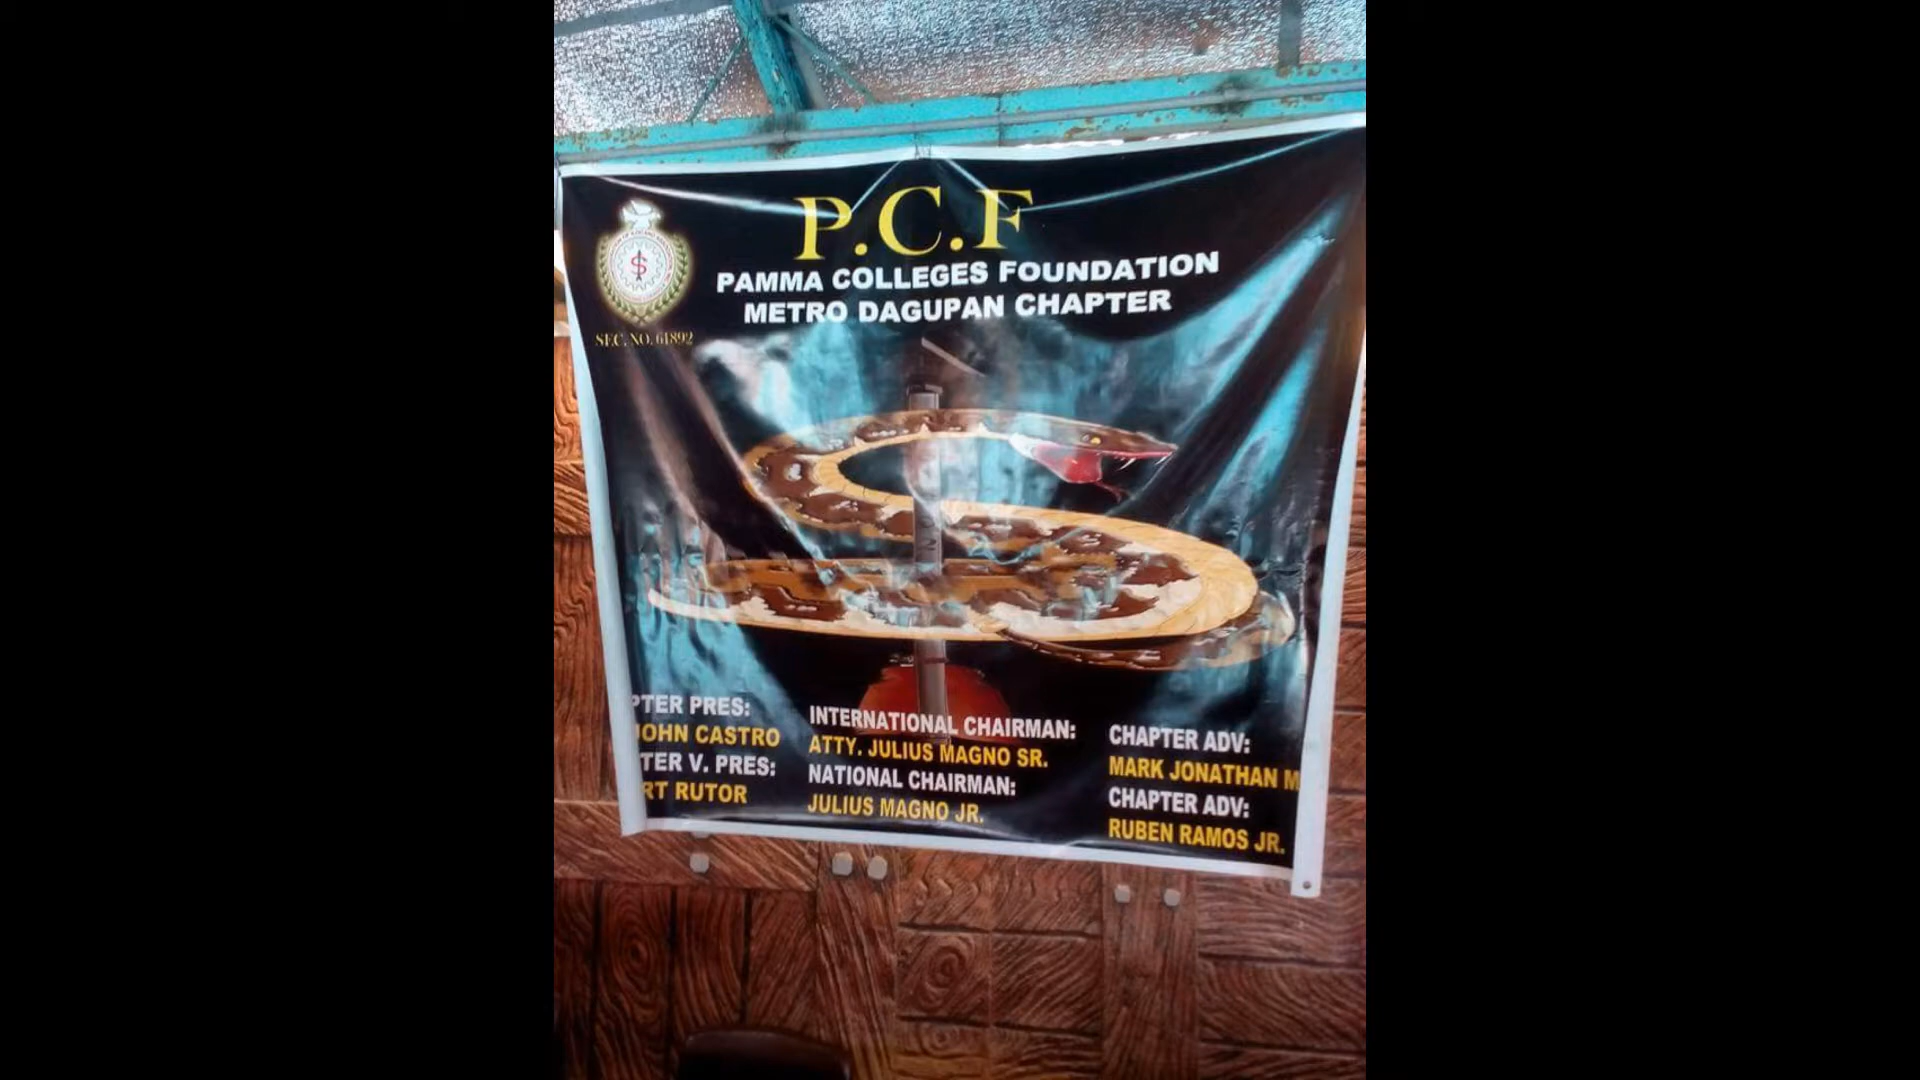 P.C.F
PAMMA COLLEGES FOUNDATION
METRO DAGUPAN CHAPTER
SEC. NO. 61892
PTER PRES:
JOHN CASTRO
TER V. PRES:
RT RUTOR
INTERNATIONAL CHAIRMAN:
ATTY. JULIUS MAGNO SR.
NATIONAL CHAIRMAN:
JULIUS MAGNO JR.
CHAPTER ADV:
MARK JONATHAN M
CHAPTER ADV:
RUBEN RAMOS JR.